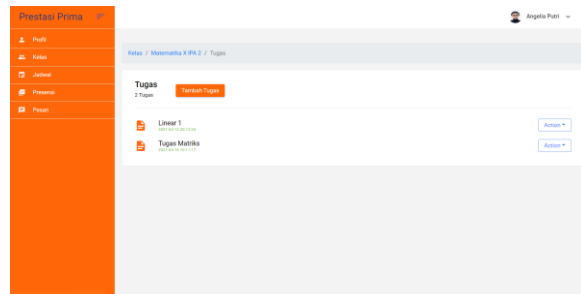 Prestasi Prima
Angelia Putri
Profil
Kelas
Jadwal
Presensi
Pesan
Kelas / Matematika X IPA 2 / Tugas
Tugas
2 Tugas
Tambah Tugas
Linear 1
Action
Tugas Matriks
Action